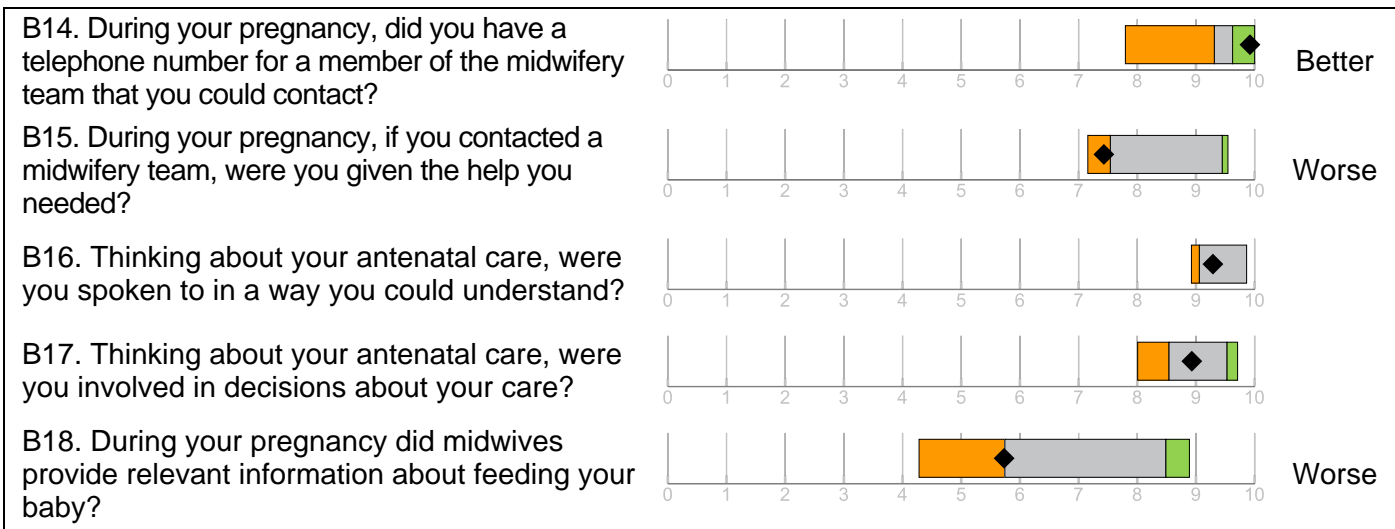 B14. During your pregnancy, did you have a
telephone number for a member of the midwifery
team that you could contact?
0 1 2 3 4 5 6 7 8 9 10
Better
B15. During your pregnancy, if you contacted a
midwifery team, were you given the help you
needed?
0 1 2 3 4 5 6 7 8 9 10
Worse
B16. Thinking about your antenatal care, were
you spoken to in a way you could understand?
0 1 2 3 4 5 6 7 8 9 10
B17. Thinking about your antenatal care, were
you involved in decisions about your care?
0 1 2 3 4 5 6 7 8 9 10
B18. During your pregnancy did midwives
provide relevant information about feeding your
baby?
0 1 2 3 4 5 6 7 8 9 10
Worse